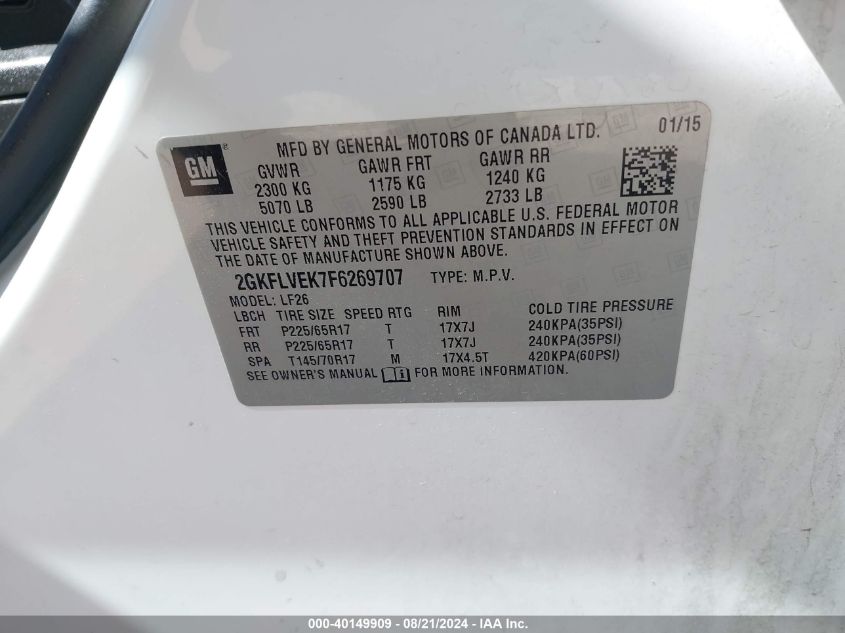 GM ®
MFD BY GENERAL MOTORS OF CANADA LTD. 01/15
GVWR GAWR FRT GAWR RR
2300 KG 1175 KG 1240 KG
5070 LB 2590 LB 2733 LB
THIS VEHICLE CONFORMS TO ALL APPLICABLE U.S. FEDERAL MOTOR
VEHICLE SAFETY AND THEFT PREVENTION STANDARDS IN EFFECT ON
THE DATE OF MANUFACTURE SHOWN ABOVE.
2GKFLVEK7F6269707 TYPE: M.P.V.
MODEL: LF26
LBCH TIRE SIZE SPEED RTG RIM COLD TIRE PRESSURE
FRT P225/65R17 T 17X7J 240KPA(35PSI)
RR P225/65R17 T 17X7J 240KPA(35PSI)
SPA T145/70R17 M 17X4.5T 420KPA(60PSI)
SEE OWNER'S MANUAL FOR MORE INFORMATION.
000-40149909 - 08/21/2024 - IAA Inc.